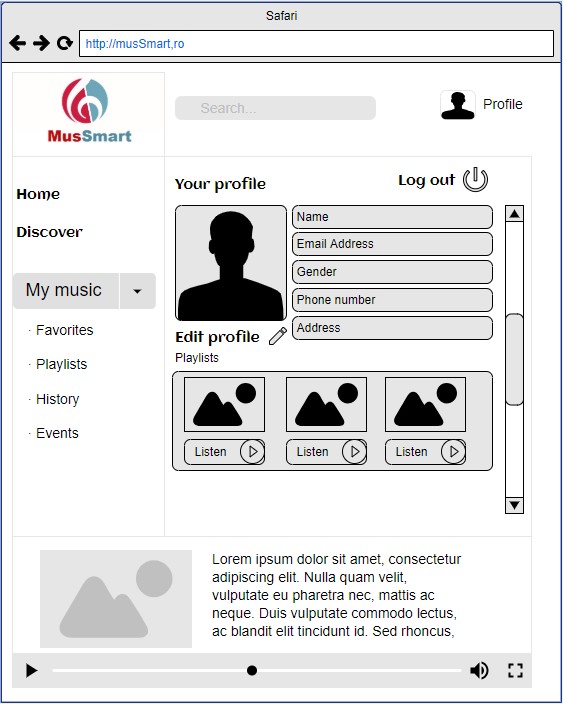 Safari
http://musSmart,ro
MusSmart
Search...
Profile
Home
Discover
My music
· Favorites
· Playlists
· History
· Events
Your profile
Log out
Name
Email Address
Gender
Phone number
Address
Edit profile
Playlists
Listen
Listen
Listen
Lorem ipsum dolor sit amet, consectetur
adipiscing elit. Nulla quam velit,
vulputate eu pharetra nec, mattis ac
neque. Duis vulputate commodo lectus,
ac blandit elit tincidunt id. Sed rhoncus,